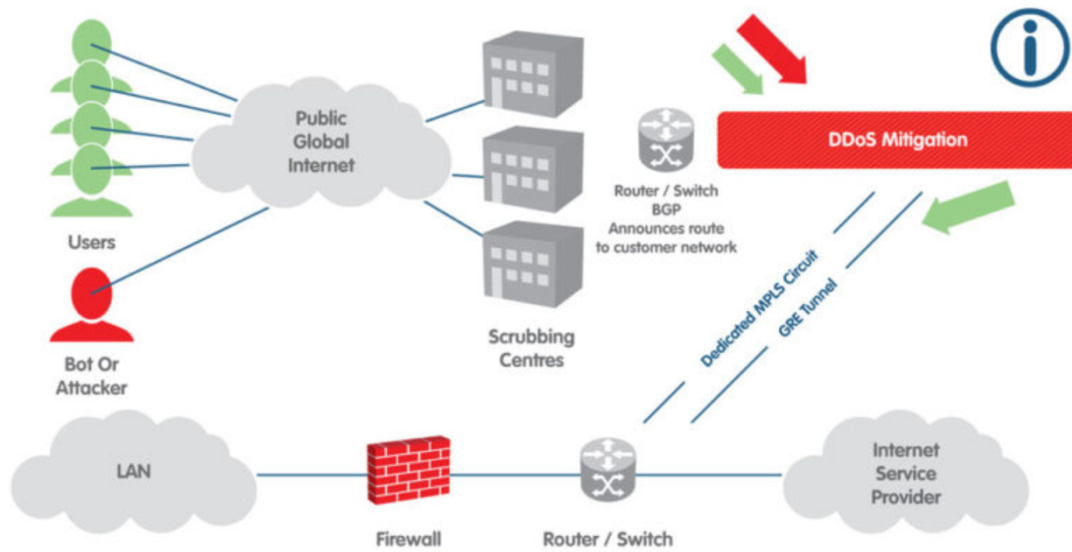 Public
Global
Internet
DDoS Mitigation
Router / Switch
BGP
Announces route
to customer network
Users
Dedicated MPLS Circuit
GRE Tunnel
Scrubbing
Centres
Bot Or
Attacker
LAN
Internet
Service
Provider
Firewall
Router / Switch